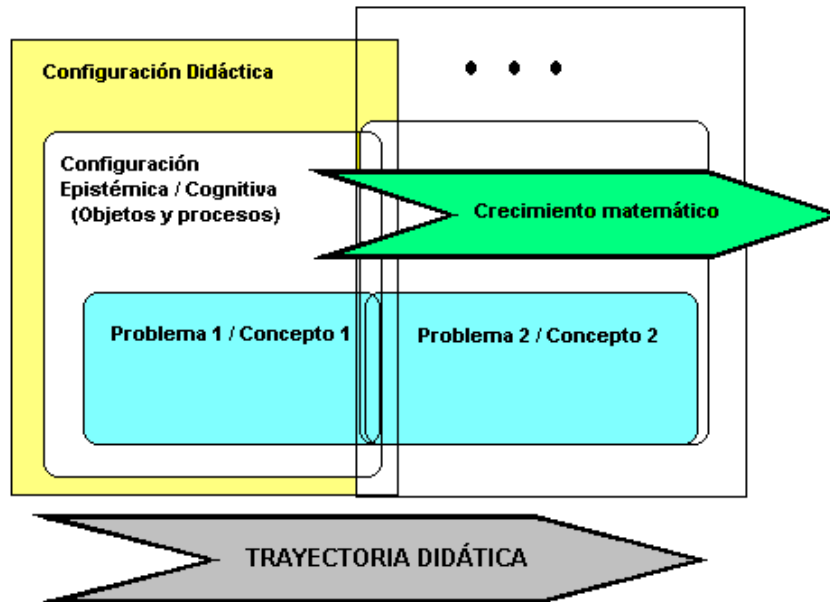 Configuración Didáctica
• • •
Configuración
Epistémica / Cognitiva
(Objetos y procesos)
Crecimiento matemático
Problema 1 / Concepto 1
Problema 2 / Concepto 2
TRAYECTORIA DIDÁTICA